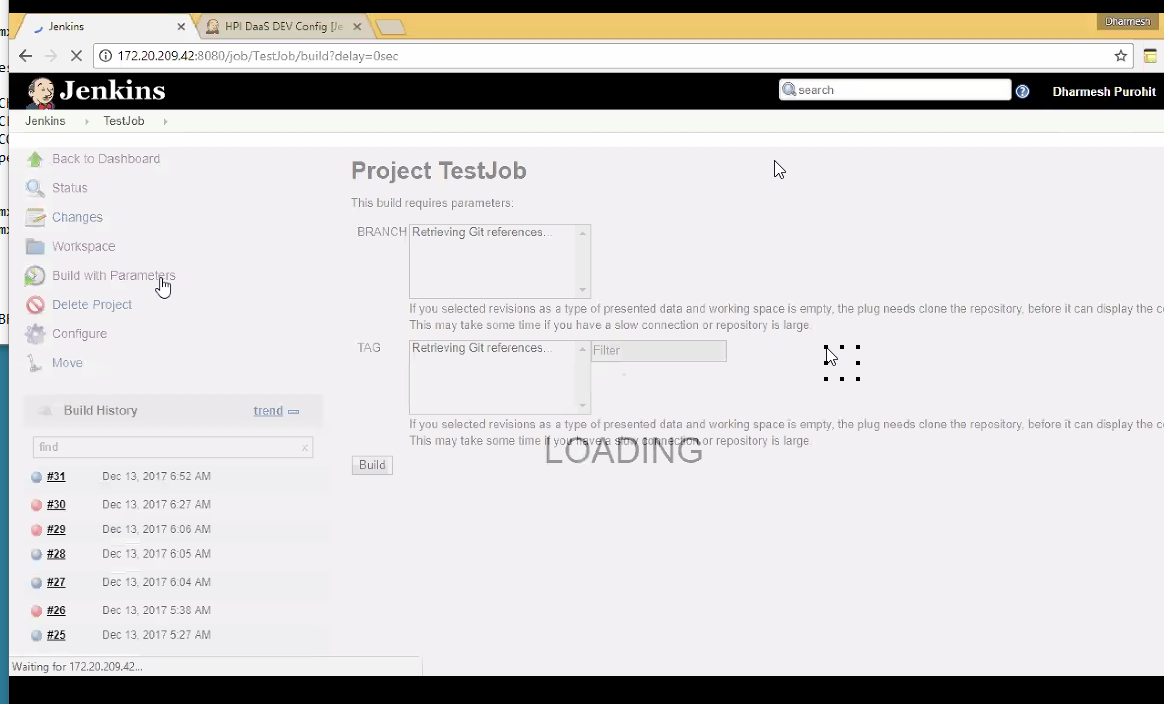 Jenkins
HPI DaaS DEV Config [Je
Dharmesh
172.20.209.42:8080/job/TestJob/build?delay=0sec
Jenkins
search
Dharmesh Purohit
Jenkins
TestJob
Back to Dashboard
Status
Changes
Workspace
Build with Parameters
Delete Project
Configure
Move
Build History
trend
find
#31 Dec 13, 2017 6:52 AM
#30 Dec 13, 2017 6:27 AM
#29 Dec 13, 2017 6:06 AM
#28 Dec 13, 2017 6:05 AM
#27 Dec 13, 2017 6:04 AM
#26 Dec 13, 2017 5:38 AM
#25 Dec 13, 2017 5:27 AM
Project TestJob
This build requires parameters:
BRANCH Retrieving Git references...
If you selected revisions as a type of presented data and working space is empty, the plug needs clone the repository, before it can display the c
This may take some time if you have a slow connection or repository is large.
TAG Retrieving Git references... Filter
If you selected revisions as a type of presented data and working space is empty, the plug needs clone the repository, before it can display the c
This may take some time if you have a slow connection or repository is large.
LOADING
Build
Waiting for 172.20.209.42...